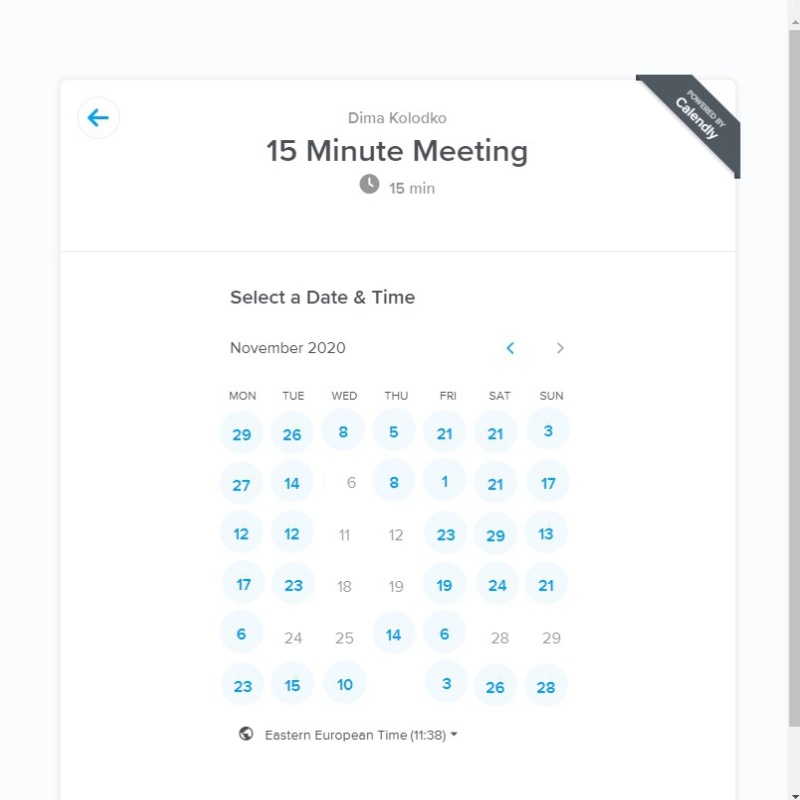 POWERED BY
Calendly
Dima Kolodko
15 Minute Meeting
15 min
Select a Date & Time
November 2020
MON TUE WED THU FRI SAT SUN
29 26 8 5 21 21 3
27 14 6 8 1 21 17
12 12 11 12 23 29 13
17 23 18 19 19 24 21
6 24 25 14 6 28 29
23 15 10 3 26 28
Eastern European Time (11:38)